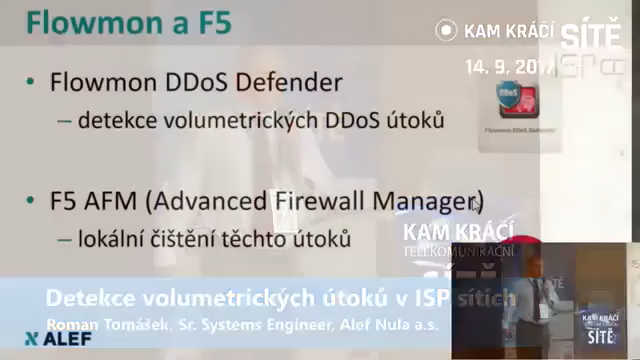 Flowmon a F5
KAM KRÁČÍ SÍTĚ
14. 9. 2017
• Flowmon DDoS Defender
– detekce volumetrických DDoS útoků
DDoS
Flowmon DDoS Defender
• F5 AFM (Advanced Firewall Manager)
– lokální čištění těchto útoků
KAM KRÁČÍ
TELEKOMUNIKAČNÍ
SÍTĚ
Detekce volumetrických útoků v ISP sítích
Roman Tomášek, Sr. Systems Engineer, Alef Nula a.s.
ALEF
KAM KRÁČÍ
SÍTĚ